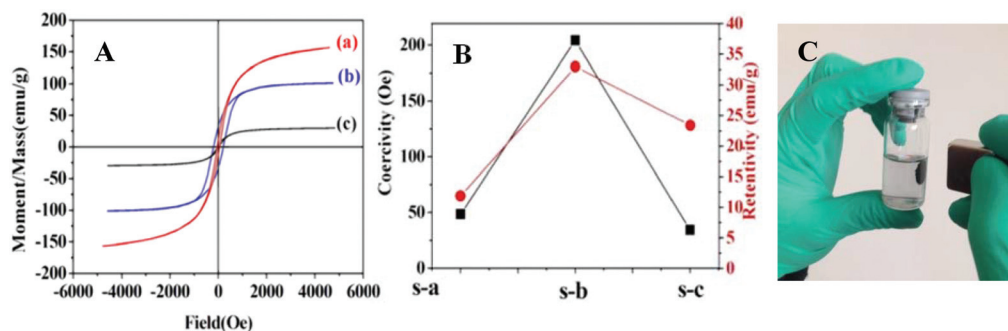 A
(a)
(b)
(c)
Moment/Mass(emu/g)
200
150
100
50
0
-50
-100
-150
-200
-6000 -4000 -2000 0 2000 4000 6000
Field(Oe)
B
Coercivity (Oe)
200
150
100
50
0
s-a s-b s-c
40
35
30
25
20
15
10
5
0
Retentivity (emu/g)
C